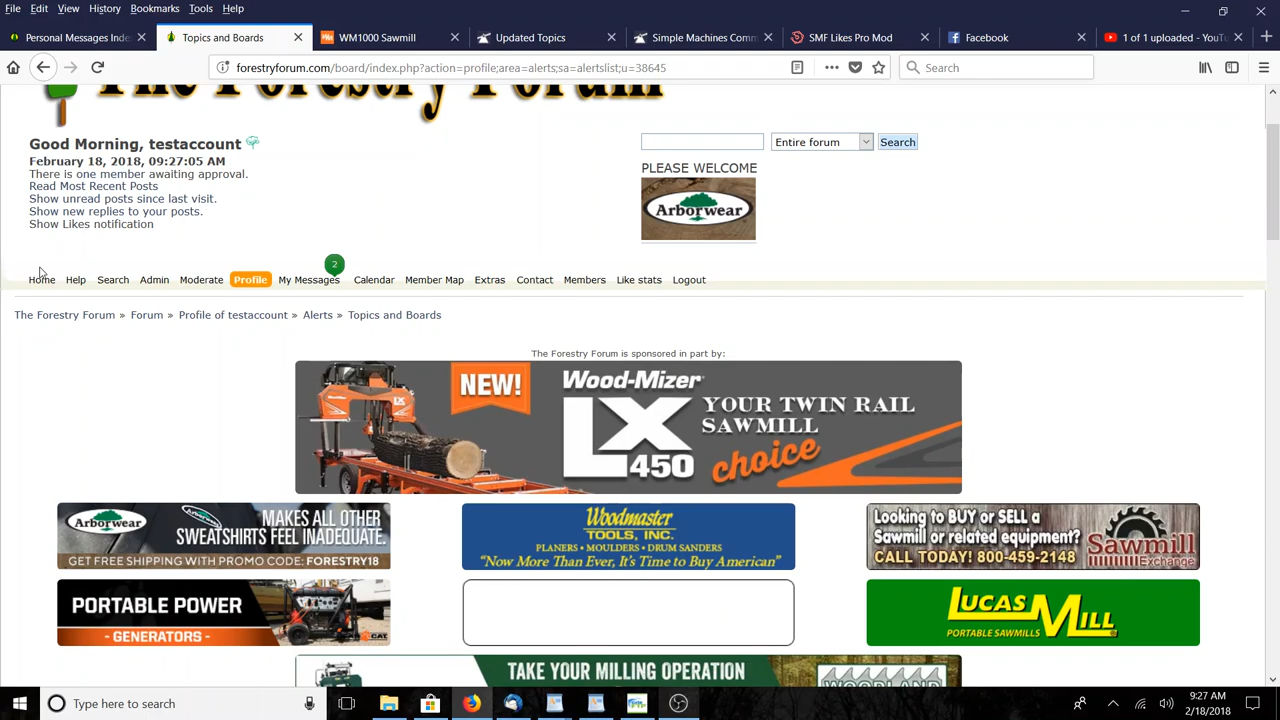 File Edit View History Bookmarks Tools Help
Personal Messages Index
Topics and Boards
WM1000 Sawmill
Updated Topics
Simple Machines Comm
SMF Likes Pro Mod
Facebook
1 of 1 uploaded - YouTu
forestryforum.com/board/index.php?action=profile;area=alerts;sa=alertslist;u=38645
Search
The Forestry Forum
Good Morning, testaccount
Entire forum
Search
February 18, 2018, 09:27:05 AM
There is one member awaiting approval.
Read Most Recent Posts
Show unread posts since last visit.
Show new replies to your posts.
Show Likes notification
PLEASE WELCOME
Arborwear
2
Home Help Search Admin Moderate Profile My Messages Calendar Member Map Extras Contact Members Like stats Logout
The Forestry Forum » Forum » Profile of testaccount » Alerts » Topics and Boards
The Forestry Forum is sponsored in part by:
NEW!
Wood-Mizer
LX
450
YOUR TWIN RAIL
SAWMILL
choice
Arborwear
MAKES ALL OTHER
SWEATSHIRTS FEEL INADEQUATE.
GET FREE SHIPPING WITH PROMO CODE: FORESTRY18
Woodmaster
TOOLS, INC.
PLANERS • MOULDERS • DRUM SANDERS
“Now More Than Ever, It's Time to Buy American”
Looking to BUY or SELL a
Sawmill or related equipment?
CALL TODAY! 800-459-2148
Sawmill
Exchange
PORTABLE POWER
- GENERATORS -
CAT
LUCAS MILL
PORTABLE SAWMILLS
TAKE YOUR MILLING OPERATION
WOODLAND
Type here to search
9:27 AM
2/18/2018